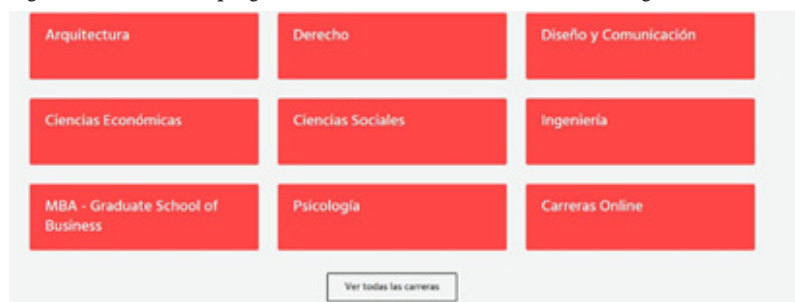 Arquitectura
Derecho
Diseño y Comunicación
Ciencias Económicas
Ciencias Sociales
Ingeniería
MBA - Graduate School of
Business
Psicología
Carreras Online
Ver todas las carreras